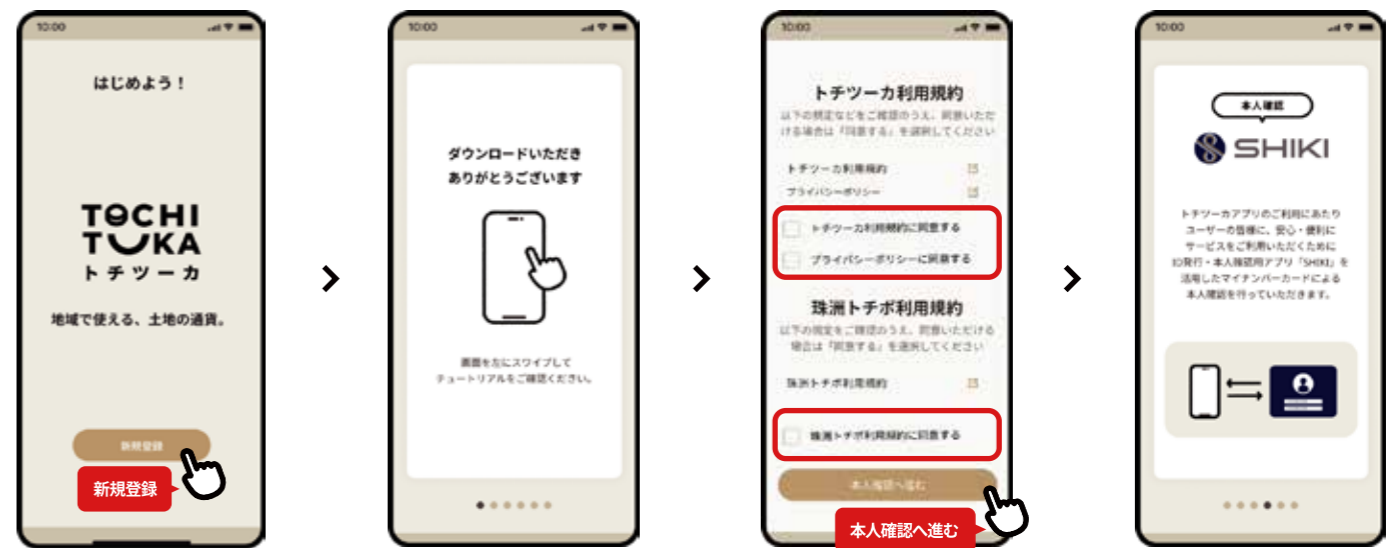 10:00
はじめよう！
TOCHI
TUKA
トチツーカ
地域で使える、土地の通貨。
新規登録
新規登録
10:00
ダウンロードいただき
ありがとうございます
画面を左にスワイプして
チュートリアルをご確認ください。
10:00
トチツーカ利用規約
以下の規定などをご確認のうえ、同意いただ
ける場合は「同意する」を選択してください
トチツーカ利用規約
プライバシーポリシー
トチツーカ利用規約に同意する
プライバシーポリシーに同意する
珠洲トチポ利用規約
以下の規定をご確認のうえ、同意いただける
場合は「同意する」を選択してください
珠洲トチポ利用規約
珠洲トチポ利用規約に同意する
本人確認へ進む
本人確認へ進む
10:00
本人確認
SHIKI
トチツーカアプリのご利用にあたり
ユーザーの皆様に、安心・便利に
サービスをご利用いただくために
ID発行・本人確認用アプリ「SHIKI」を
活用したマイナンバーカードによる
本人確認を行っていただきます。